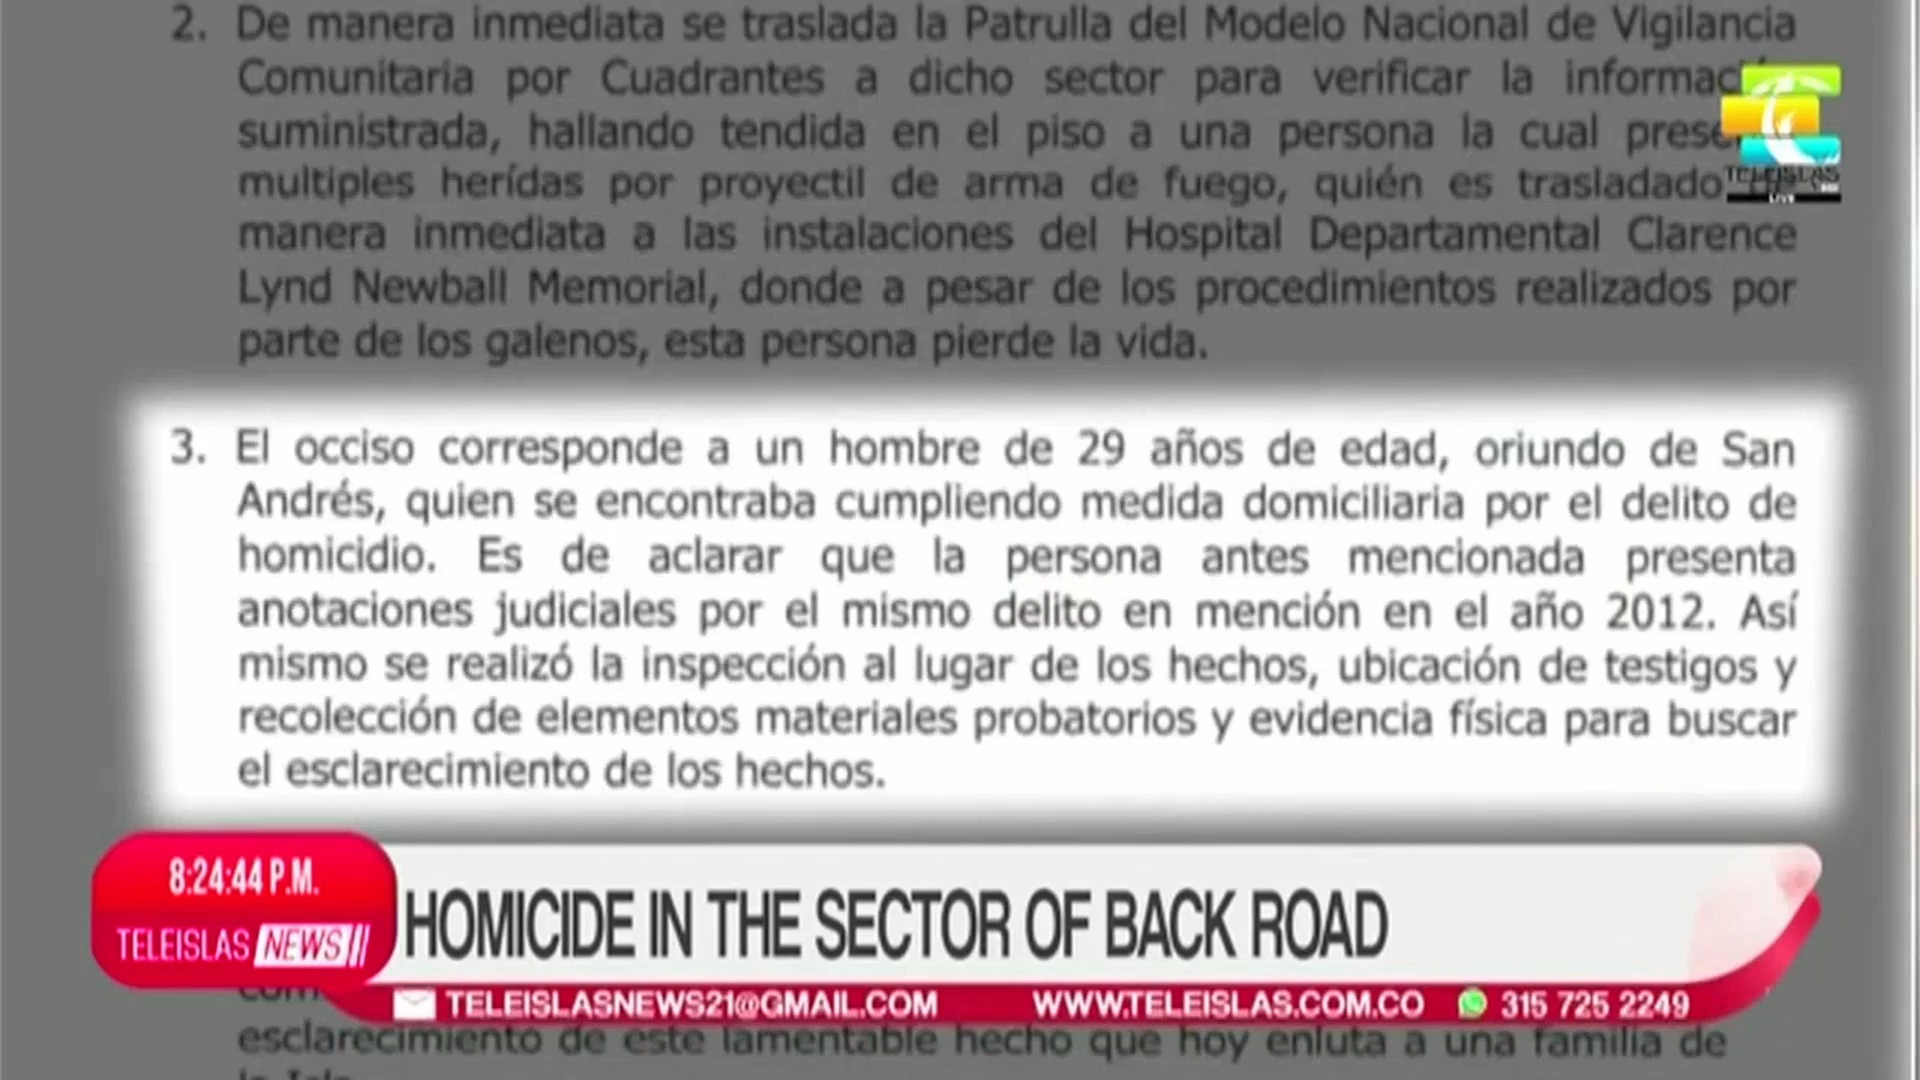 2. De manera inmediata se traslada la Patrulla del Modelo Nacional de Vigilancia
Comunitaria por Cuadrantes a dicho sector para verificar la
suministrada, hallando tendida en el piso a una persona la cual
multiples herídas por proyectil de arma de fuego, quién es trasladado
manera inmediata a las instalaciones del Hospital Departamental Clarence
Lynd Newball Memorial, donde a pesar de los procedimientos realizados por
parte de los galenos, esta persona pierde la vida.
TELEISLAS
LIVE
3. El occiso corresponde a un hombre de 29 años de edad, oriundo de San
Andrés, quien se encontraba cumpliendo medida domiciliaria por el delito de
homicidio. Es de aclarar que la persona antes mencionada presenta
anotaciones judiciales por el mismo delito en mención en el año 2012. Así
mismo se realizó la inspección al lugar de los hechos, ubicación de testigos y
recolección de elementos materiales probatorios y evidencia física para buscar
el esclarecimiento de los hechos.
8:24:44 P.M.
TELEISLAS NEWS
HOMICIDE IN THE SECTOR OF BACK ROAD
TELEISLASNEWS21@GMAIL.COM WWW.TELEISLAS.COM.CO 315 725 2249
esclarecimiento de este lamentable hecho que hoy enluta a una familia de